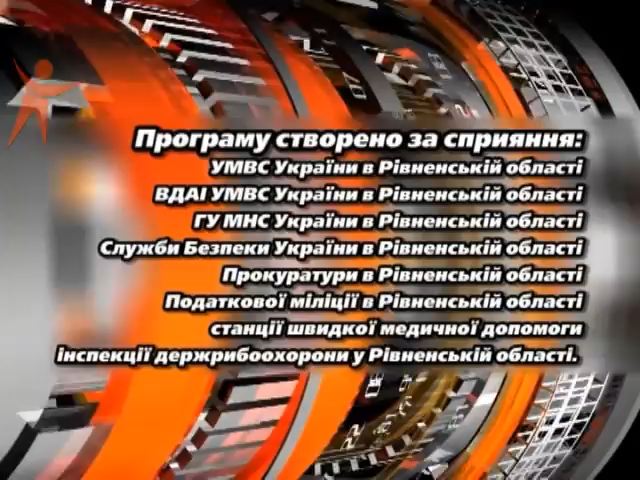 Програму створено за сприяння:
УМВС України в Рівненській області
ВДАІ УМВС України в Рівненській області
ГУ МНС України в Рівненській області
Служби Безпеки України в Рівненській області
Прокуратури в Рівненській області
Податкової міліції в Рівненській області
станції швидкої медичної допомоги
інспекції держрибоохорони у Рівненській області.